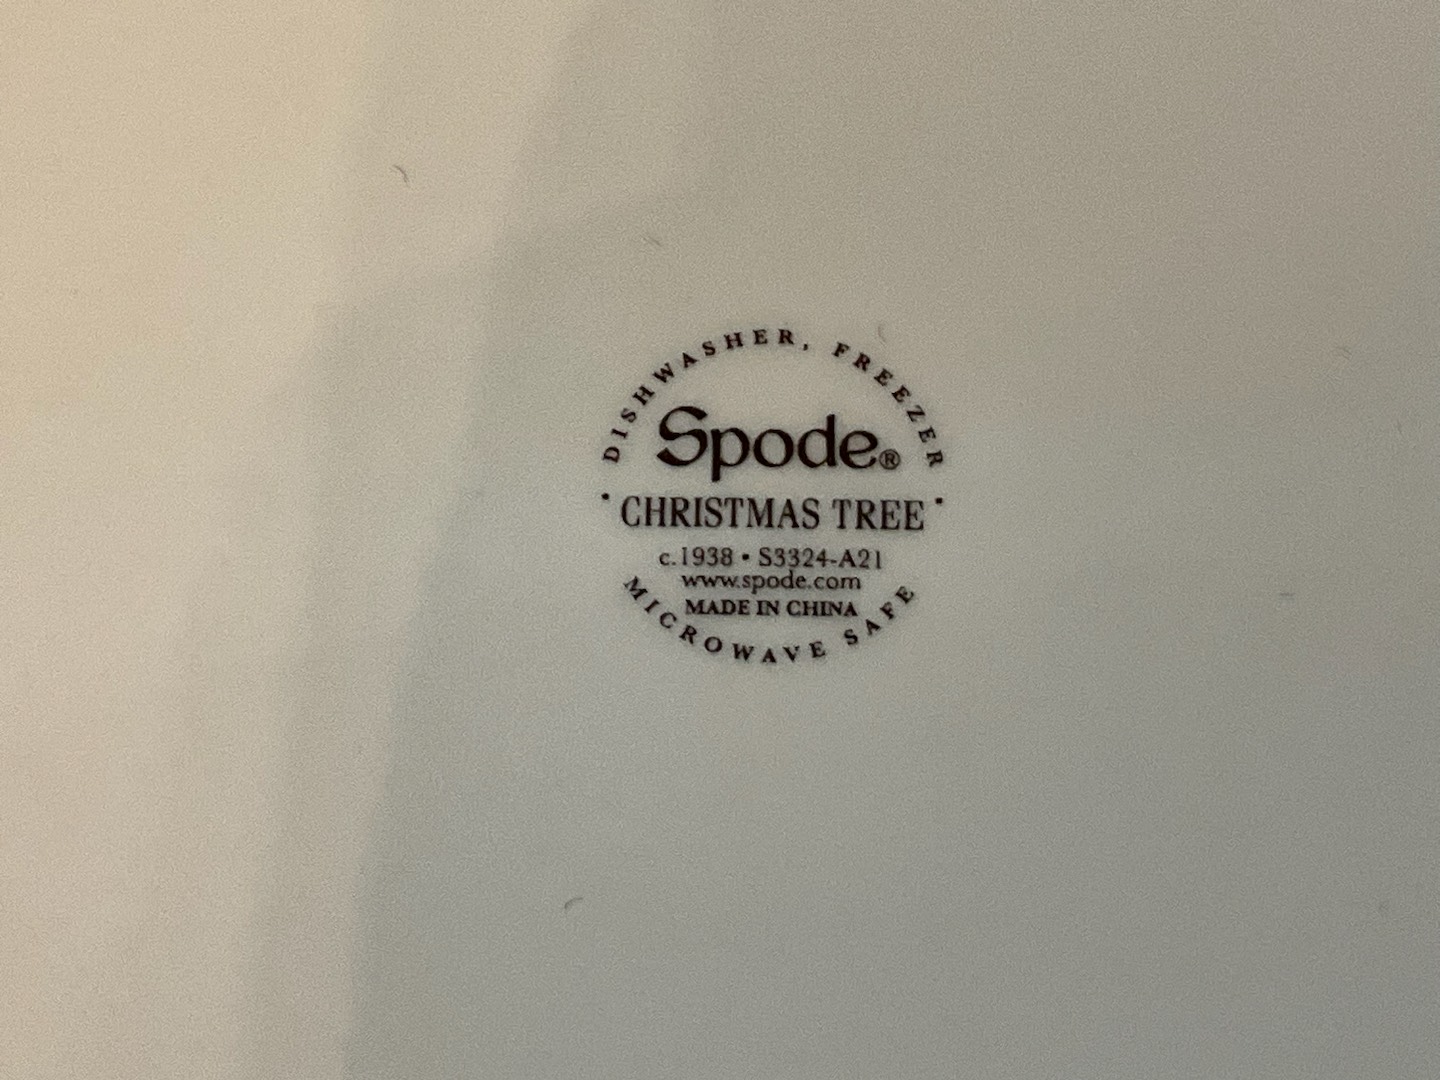 DISHWASHER, FREEZER
Spode®
• CHRISTMAS TREE •
c.1938 • S3324-A21
www.spode.com
MADE IN CHINA
MICROWAVE SAFE